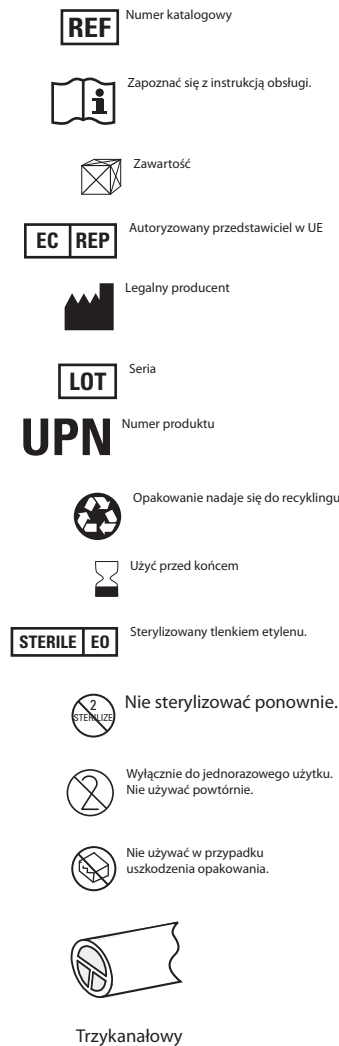 REF Numer katalogowy
Zapoznać się z instrukcją obsługi.
Zawartość
EC REP Autoryzowany przedstawiciel w UE
Legalny producent
LOT Seria
UPN Numer produktu
Opakowanie nadaje się do recyklingu
Użyć przed końcem
STERILE EO Sterylizowany tlenkiem etylenu.
2
STERILIZE Nie sterylizować ponownie.
2 Wyłącznie do jednorazowego użytku.
Nie używać powtórnie.
Nie używać w przypadku
uszkodzenia opakowania.
Trzykanałowy